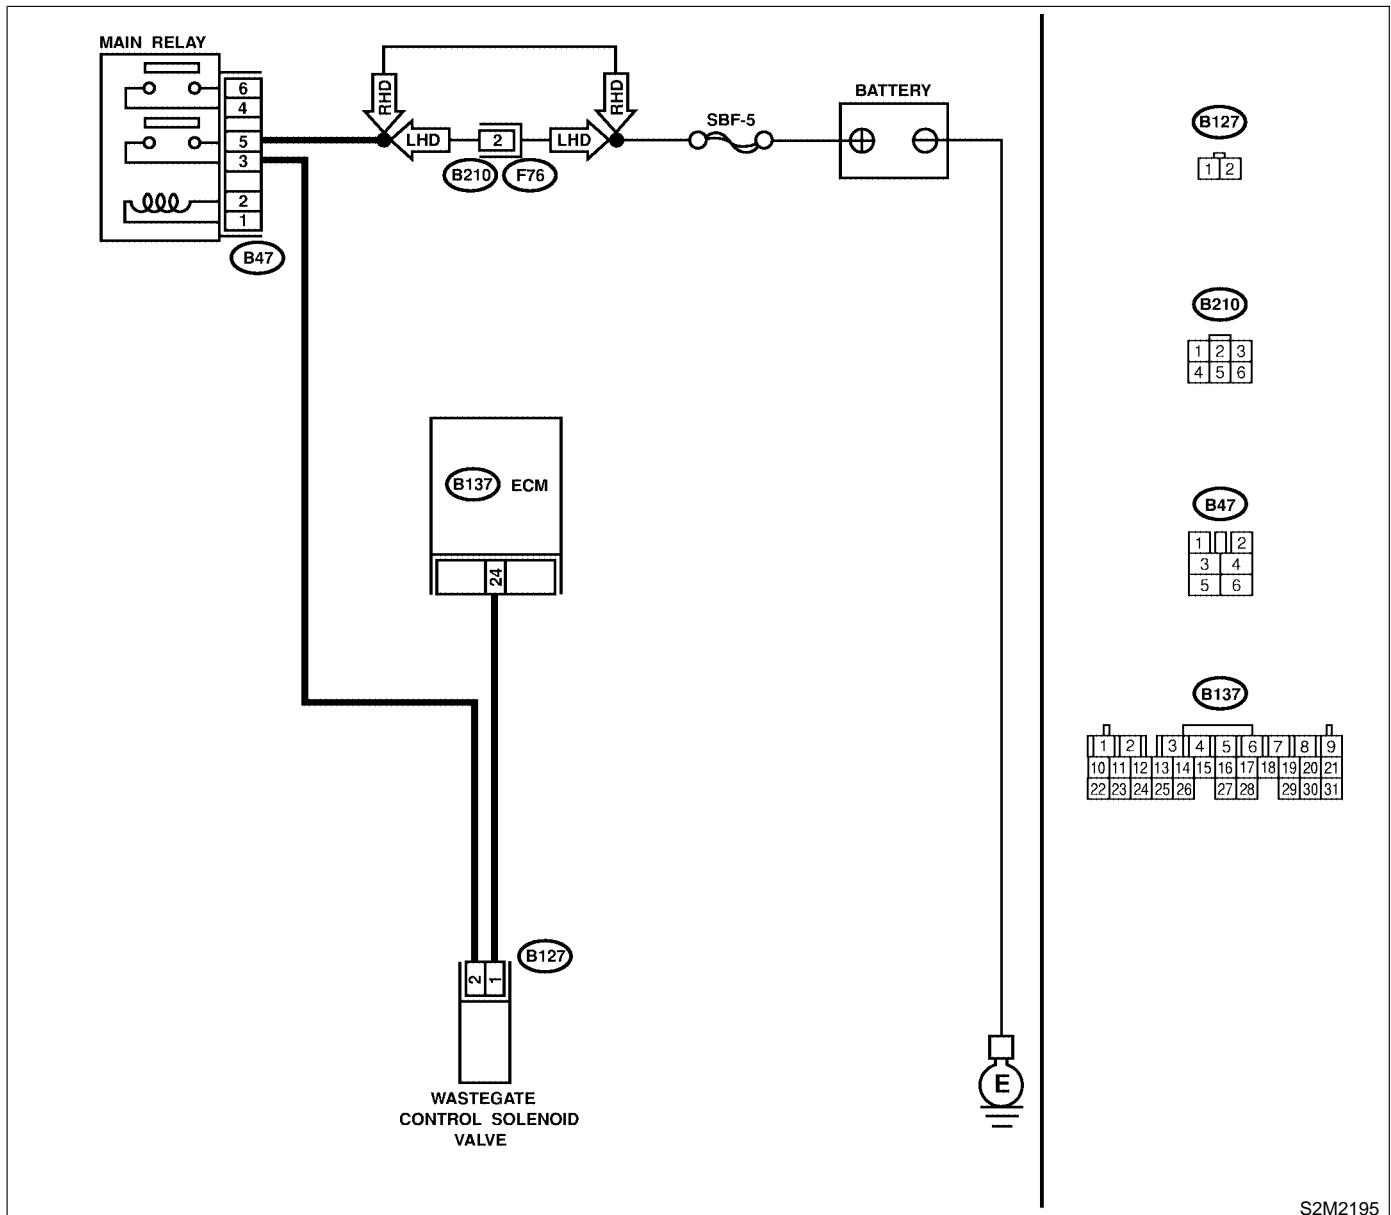 MAIN RELAY
6
4
5
3
2
1
B47
RHD
RHD
LHD
2
LHD
B210
F76
SBF-5
BATTERY
B137 ECM
24
B127
2 1
WASTEGATE
CONTROL SOLENOID
VALVE
E
B127
1 2
B210
1 2 3
4 5 6
B47
1 2
3 4
5 6
B137
1 2 3 4 5 6 7 8 9
10 11 12 13 14 15 16 17 18 19 20 21
22 23 24 25 26 27 28 29 30 31
S2M2195